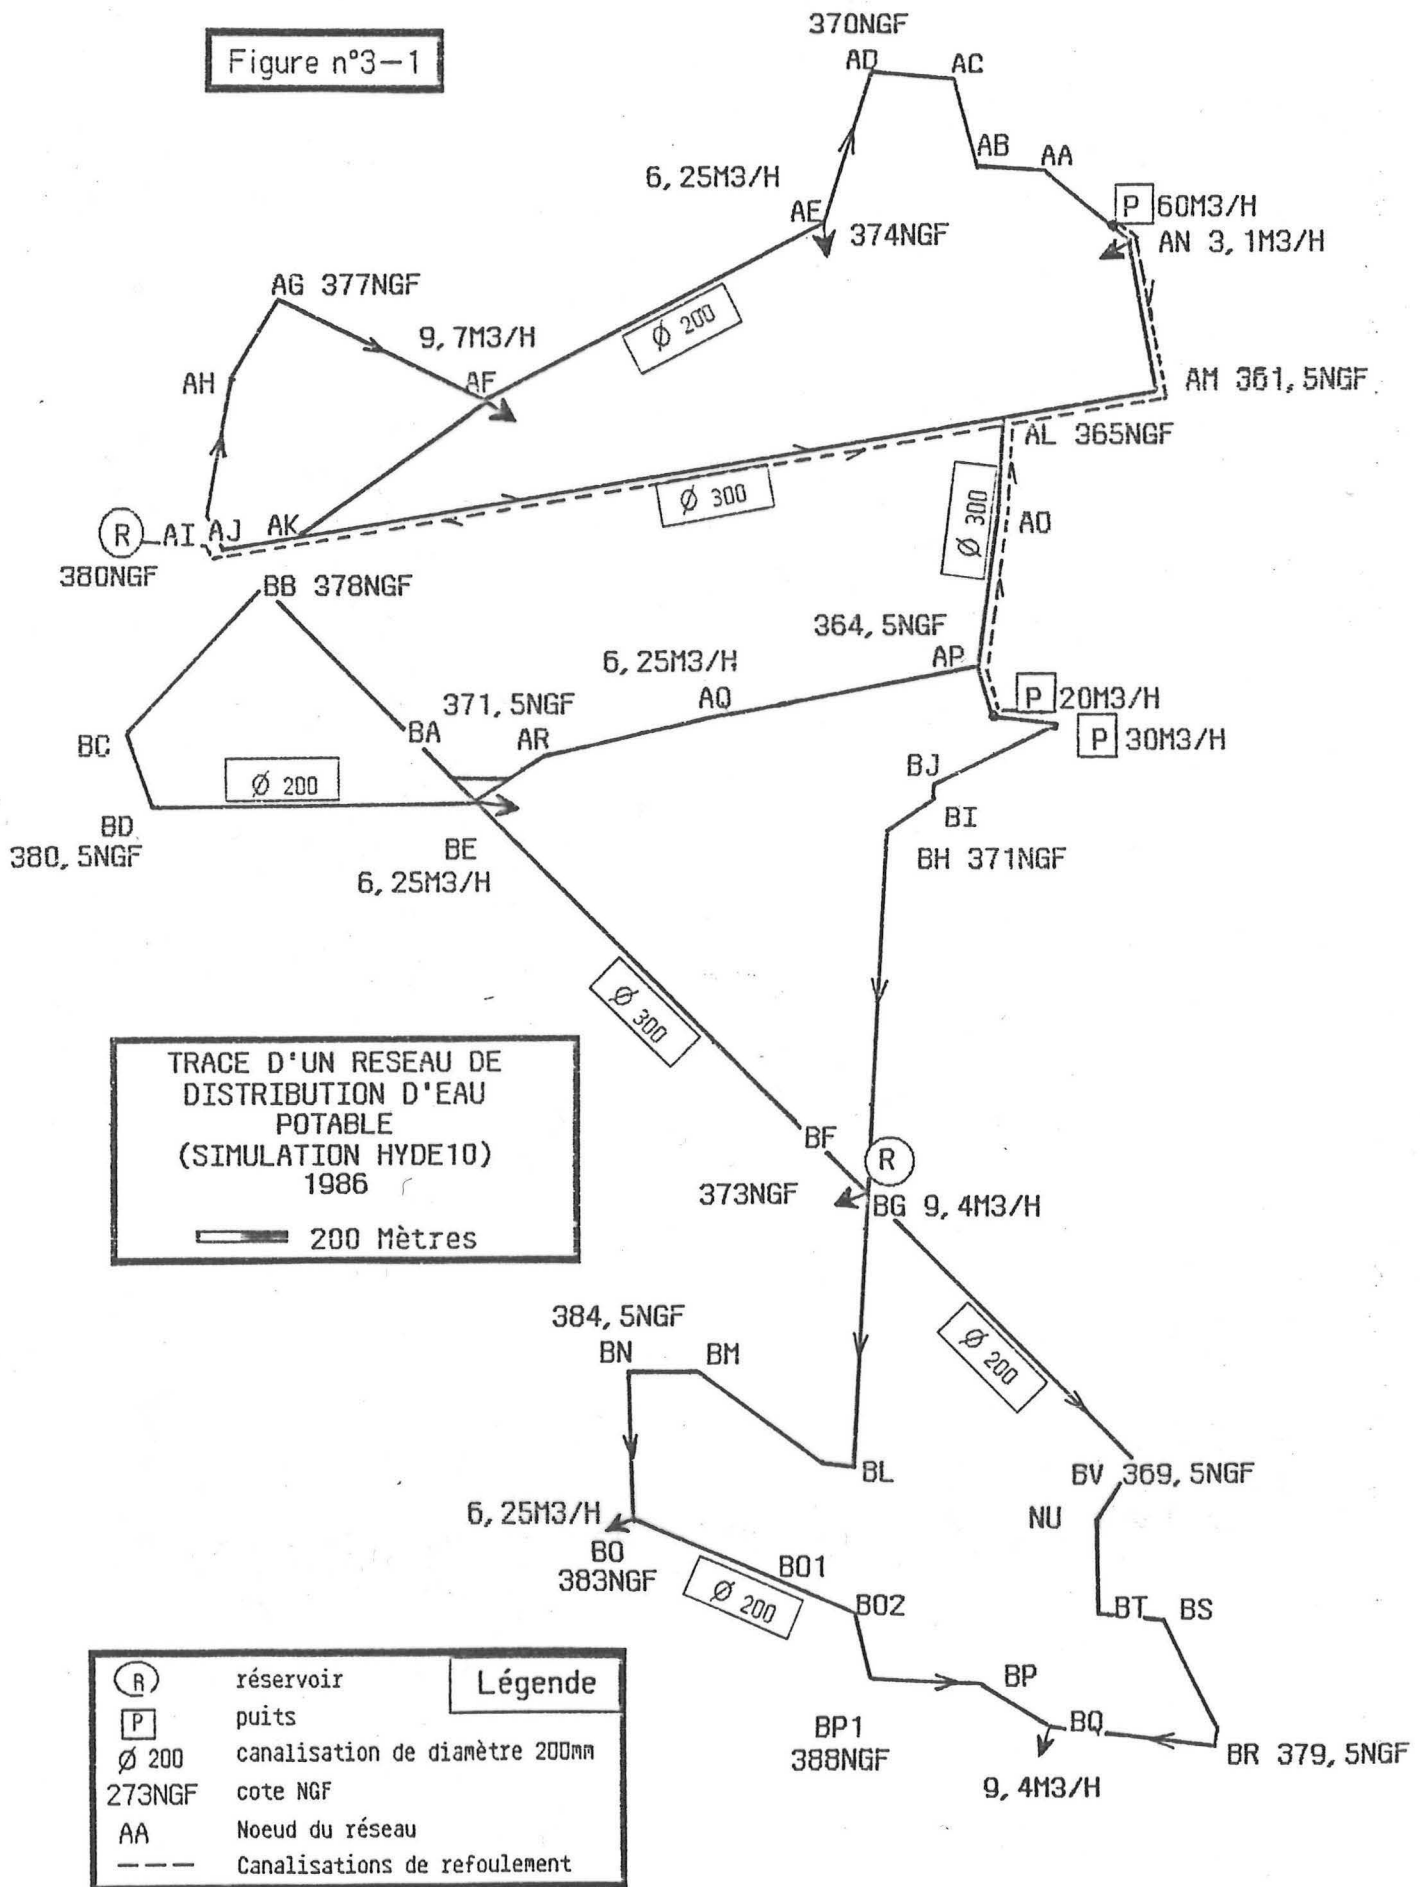 Figure n°3-1
370NGF
AD
AC
AB
AA
6,25M3/H
P 60M3/H
AE
374NGF
AN 3,1M3/H
AG 377NGF
Ø 200
9,7M3/H
AH
AF
AM 361,5NGF
AL 365NGF
Ø 300
Ø 300
AO
R
AI
AJ
AK
380NGF
BB 378NGF
364,5NGF
6,25M3/H
AP
371,5NGF
AQ
P 20M3/H
BC
BA
AR
P 30M3/H
BJ
Ø 200
BI
BD
380,5NGF
BE
6,25M3/H
BH 371NGF
Ø 300
TRACE D'UN RESEAU DE
DISTRIBUTION D'EAU
POTABLE
(SIMULATION HYDE10)
1986
200 Mètres
BF
R
373NGF
BG 9,4M3/H
384,5NGF
BN
BM
Ø 200
BL
BV 369,5NGF
6,25M3/H
NU
BO
383NGF
BO1
Ø 200
BO2
BT
BS
BP
BP1
388NGF
BQ
BR 379,5NGF
9,4M3/H
Légende
R réservoir
P puits
Ø 200 canalisation de diamètre 200mm
273NGF cote NGF
AA Noeud du réseau
Canalisations de refoulement